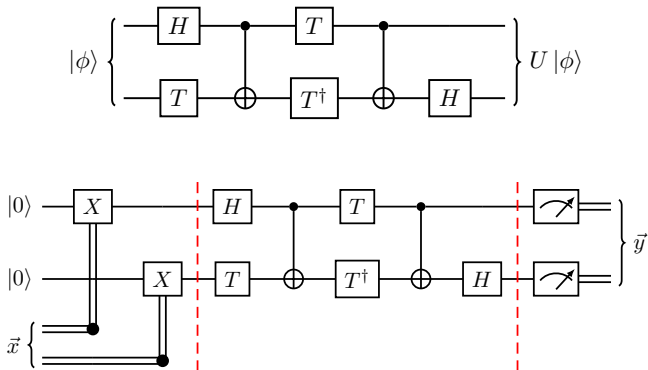 H T
|φ⟩ U |φ⟩
T T† H
|0⟩ X H T
y⃗
|0⟩ X T T† H
x⃗